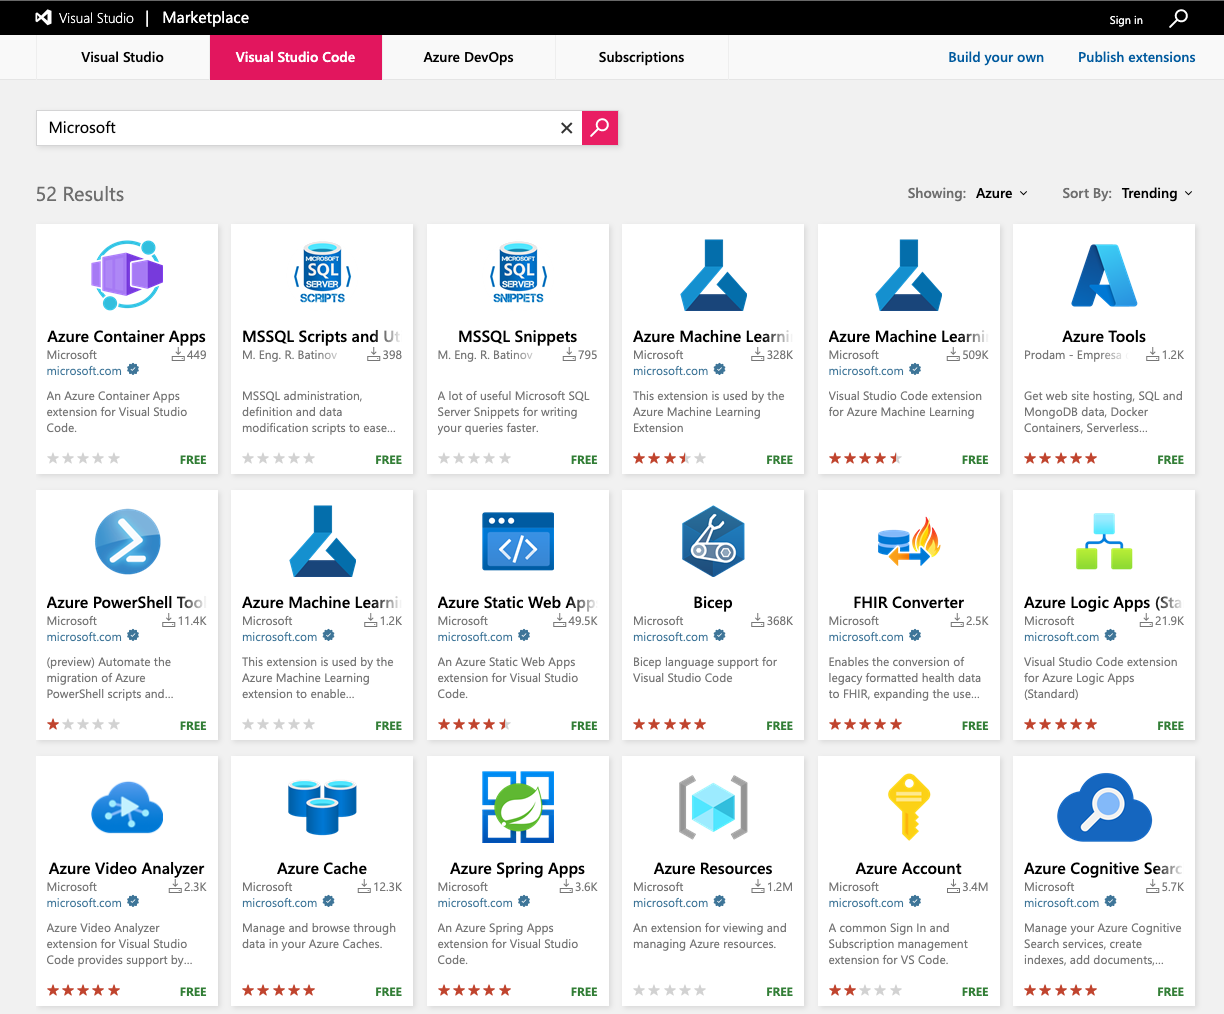 Visual Studio | Marketplace
Sign in
Visual Studio
Visual Studio Code
Azure DevOps
Subscriptions
Build your own
Publish extensions
Microsoft
52 Results
Showing: Azure
Sort By: Trending
MICROSOFT
SQL
SERVER
SCRIPTS
MICROSOFT
SQL
SERVER
SNIPPETS
Azure Container Apps
Microsoft 449
microsoft.com
An Azure Container Apps
extension for Visual Studio
Code.
FREE
MSSQL Scripts and Ut
M. Eng. R. Batinov 398
MSSQL administration,
definition and data
modification scripts to ease...
FREE
MSSQL Snippets
M. Eng. R. Batinov 795
A lot of useful Microsoft SQL
Server Snippets for writing
your queries faster.
FREE
Azure Machine Learni
Microsoft 328K
microsoft.com
This extension is used by the
Azure Machine Learning
Extension
FREE
Azure Machine Learni
Microsoft 509K
microsoft.com
Visual Studio Code extension
for Azure Machine Learning
FREE
Azure Tools
Prodam - Empresa 1.2K
Get web site hosting, SQL and
MongoDB data, Docker
Containers, Serverless...
FREE
Azure PowerShell Tool
Microsoft 11.4K
microsoft.com
(preview) Automate the
migration of Azure
PowerShell scripts and...
FREE
Azure Machine Learni
Microsoft 1.2K
microsoft.com
This extension is used by the
Azure Machine Learning
extension to enable...
FREE
Azure Static Web App
Microsoft 49.5K
microsoft.com
An Azure Static Web Apps
extension for Visual Studio
Code.
FREE
Bicep
Microsoft 368K
microsoft.com
Bicep language support for
Visual Studio Code
FREE
FHIR Converter
Microsoft 2.5K
microsoft.com
Enables the conversion of
legacy formatted health data
to FHIR, expanding the use...
FREE
Azure Logic Apps (Sta
Microsoft 21.9K
microsoft.com
Visual Studio Code extension
for Azure Logic Apps
(Standard)
FREE
Azure Video Analyzer
Microsoft 2.3K
microsoft.com
Azure Video Analyzer
extension for Visual Studio
Code provides support by...
FREE
Azure Cache
Microsoft 12.3K
microsoft.com
Manage and browse through
data in your Azure Caches.
FREE
Azure Spring Apps
Microsoft 3.6K
microsoft.com
An Azure Spring Apps
extension for Visual Studio
Code.
FREE
Azure Resources
Microsoft 1.2M
microsoft.com
An extension for viewing and
managing Azure resources.
FREE
Azure Account
Microsoft 3.4M
microsoft.com
A common Sign In and
Subscription management
extension for VS Code.
FREE
Azure Cognitive Searc
Microsoft 5.7K
microsoft.com
Manage your Azure Cognitive
Search services, create
indexes, add documents,...
FREE